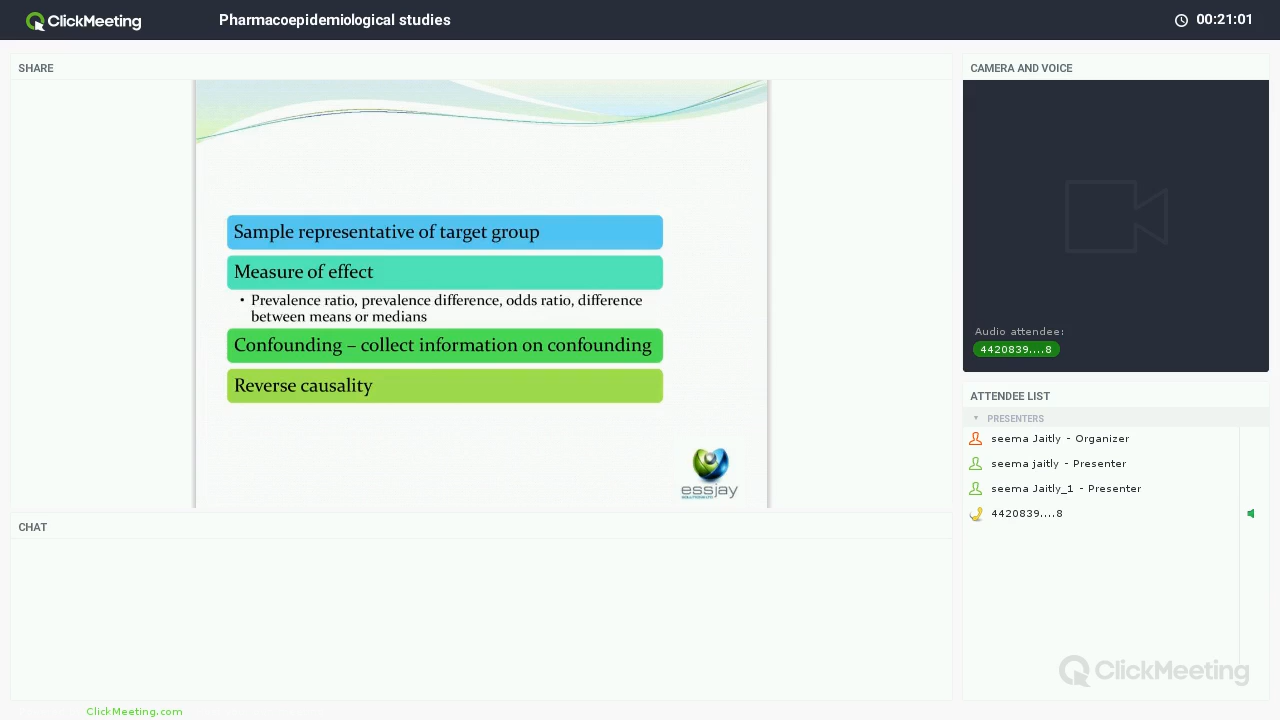 ClickMeeting
Pharmacoepidemiological studies
00:21:01
SHARE
Sample representative of target group
Measure of effect
• Prevalence ratio, prevalence difference, odds ratio, difference
between means or medians
Confounding – collect information on confounding
Reverse causality
essjay
CHAT
CAMERA AND VOICE
Audio attendee:
4420839....8
ATTENDEE LIST
PRESENTERS
seema Jaitly - Organizer
seema jaitly - Presenter
seema Jaitly_1 - Presenter
4420839....8
ClickMeeting
ClickMeeting.com